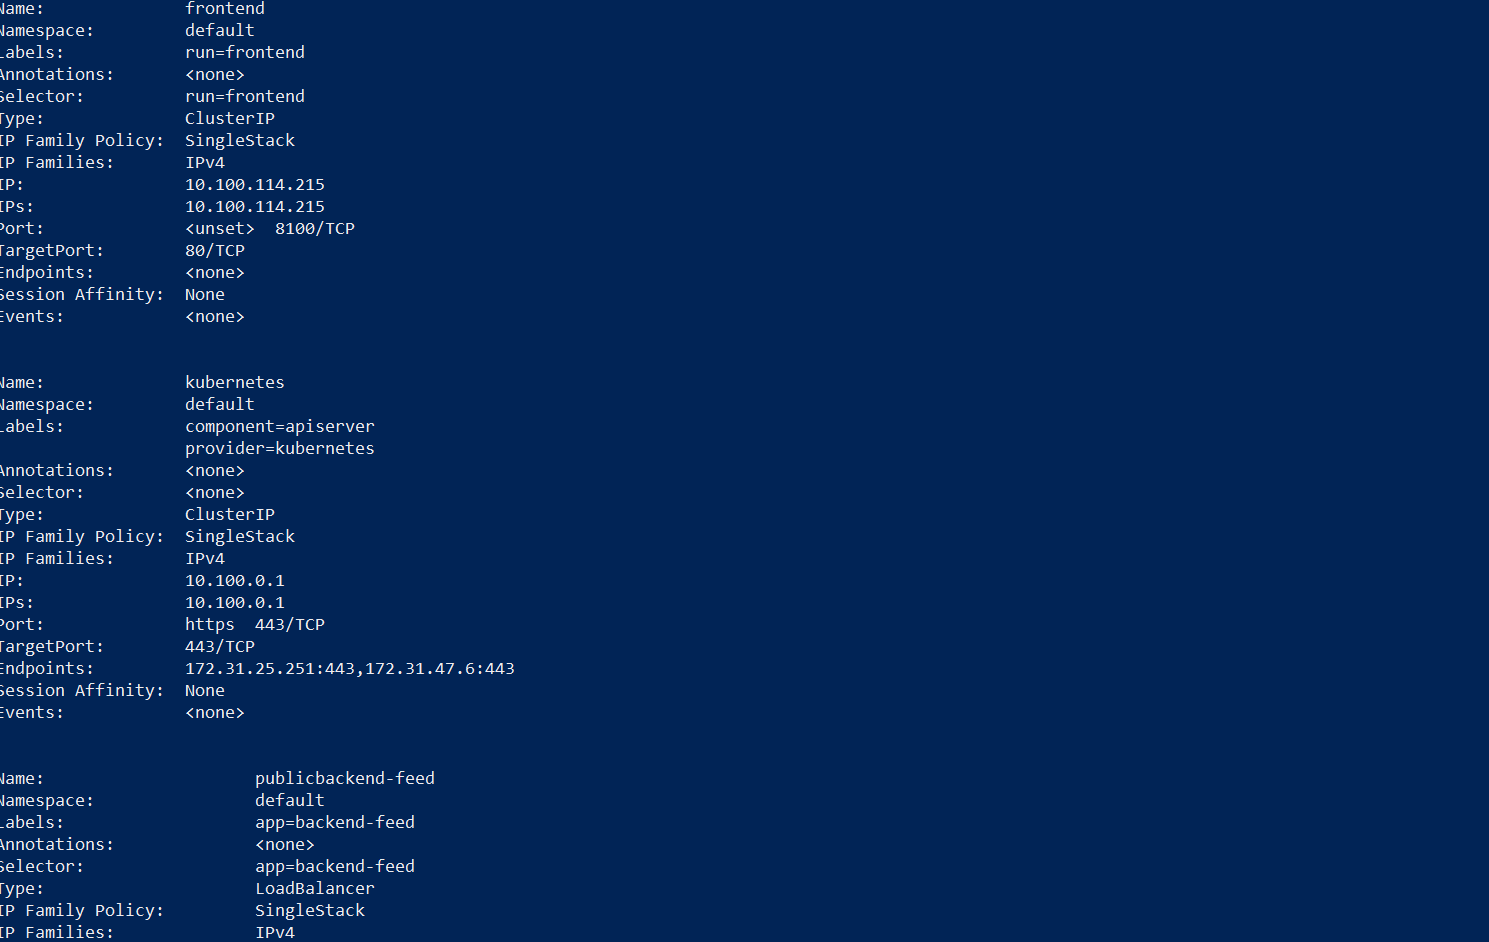 Name: frontend
Namespace: default
Labels: run=frontend
Annotations: <none>
Selector: run=frontend
Type: ClusterIP
IP Family Policy: SingleStack
IP Families: IPv4
IP: 10.100.114.215
IPs: 10.100.114.215
Port: <unset> 8100/TCP
TargetPort: 80/TCP
Endpoints: <none>
Session Affinity: None
Events: <none>
Name: kubernetes
Namespace: default
Labels: component=apiserver
provider=kubernetes
Annotations: <none>
Selector: <none>
Type: ClusterIP
IP Family Policy: SingleStack
IP Families: IPv4
IP: 10.100.0.1
IPs: 10.100.0.1
Port: https 443/TCP
TargetPort: 443/TCP
Endpoints: 172.31.25.251:443,172.31.47.6:443
Session Affinity: None
Events: <none>
Name: publicbackend-feed
Namespace: default
Labels: app=backend-feed
Annotations: <none>
Selector: app=backend-feed
Type: LoadBalancer
IP Family Policy: SingleStack
IP Families: IPv4